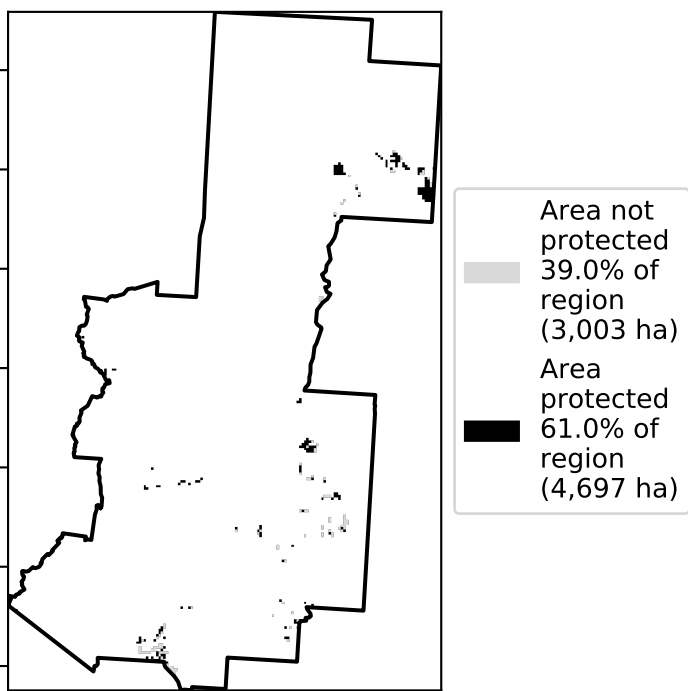 Area not
protected
39.0% of
region
(3,003 ha)
Area
protected
61.0% of
region
(4,697 ha)